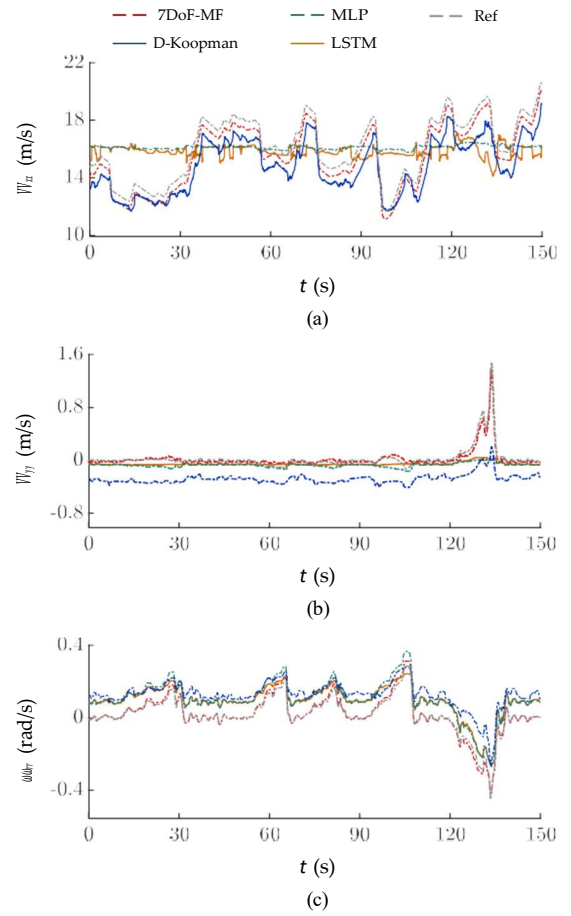 7DoF-MF MLP Ref
D-Koopman LSTM
22
18
14
10
(m/s)
0 30 60 90 120 150
t (s)
(a)
1.6
0.8
0
-0.8
(m/s)
0 30 60 90 120 150
t (s)
(b)
0.4
0
-0.4
(rad/s)
0 30 60 90 120 150
t (s)
(c)